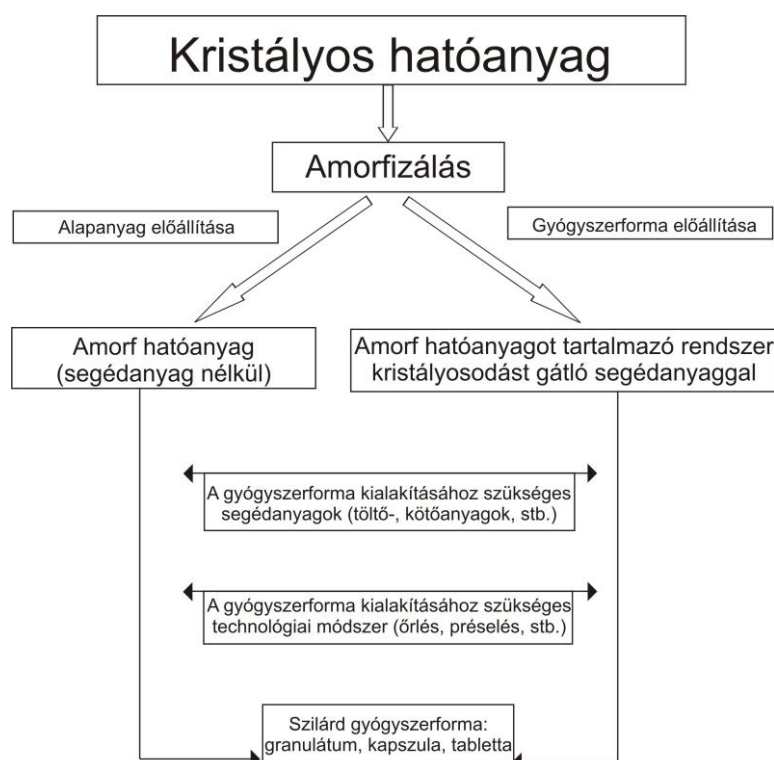 Kristályos hatóanyag
Amorfizálás
Alapanyag előállítása
Gyógyszerforma előállítása
Amorf hatóanyag
(segédanyag nélkül)
Amorf hatóanyagot tartalmazó rendszer
kristályosodást gátló segédanyaggal
A gyógyszerforma kialakításához szükséges
segédanyagok (töltő-, kötőanyagok, stb.)
A gyógyszerforma kialakításához szükséges
technológiai módszer (őrlés, préselés, stb.)
Szilárd gyógyszerforma:
granulátum, kapszula, tabletta